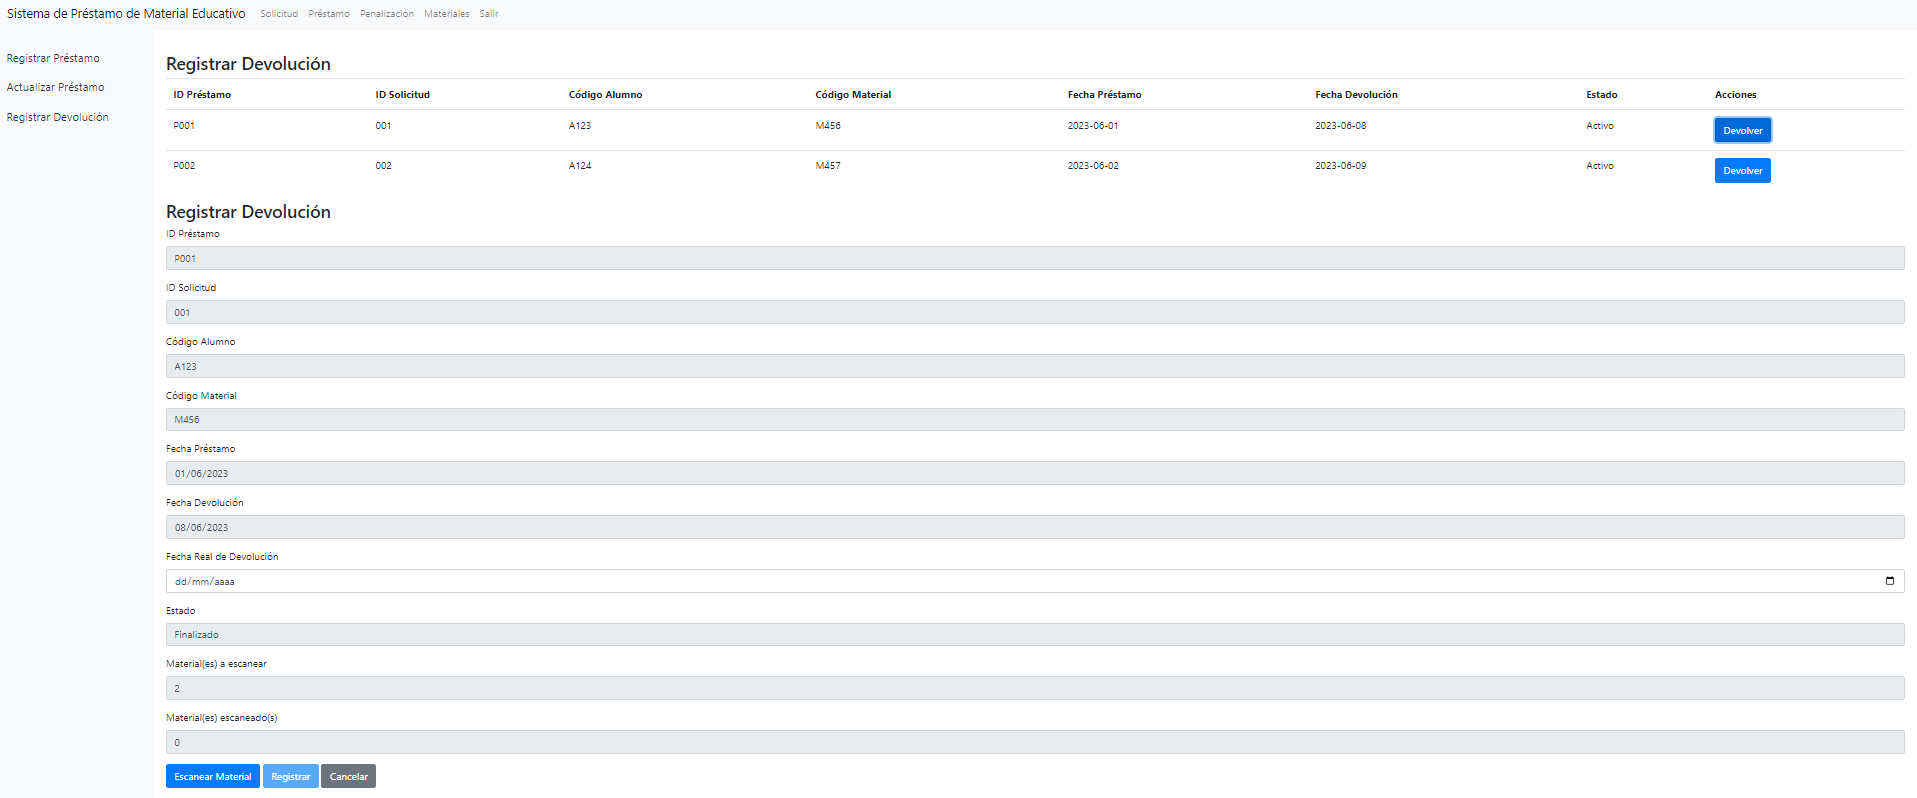 Sistema de Préstamo de Material Educativo Solicitud Préstamo Penalización Materiales Salir
Registrar Préstamo
Actualizar Préstamo
Registrar Devolución
Registrar Devolución
ID Préstamo ID Solicitud Código Alumno Código Material Fecha Préstamo Fecha Devolución Estado Acciones
P001 001 A123 M456 2023-06-01 2023-06-08 Activo Devolver
P002 002 A124 M457 2023-06-02 2023-06-09 Activo Devolver
Registrar Devolución
ID Préstamo
P001
ID Solicitud
001
Código Alumno
A123
Código Material
M456
Fecha Préstamo
01/06/2023
Fecha Devolución
08/06/2023
Fecha Real de Devolución
dd/mm/aaaa
Estado
Finalizado
Material(es) a escanear
2
Material(es) escaneado(s)
0
Escanear Material Registrar Cancelar